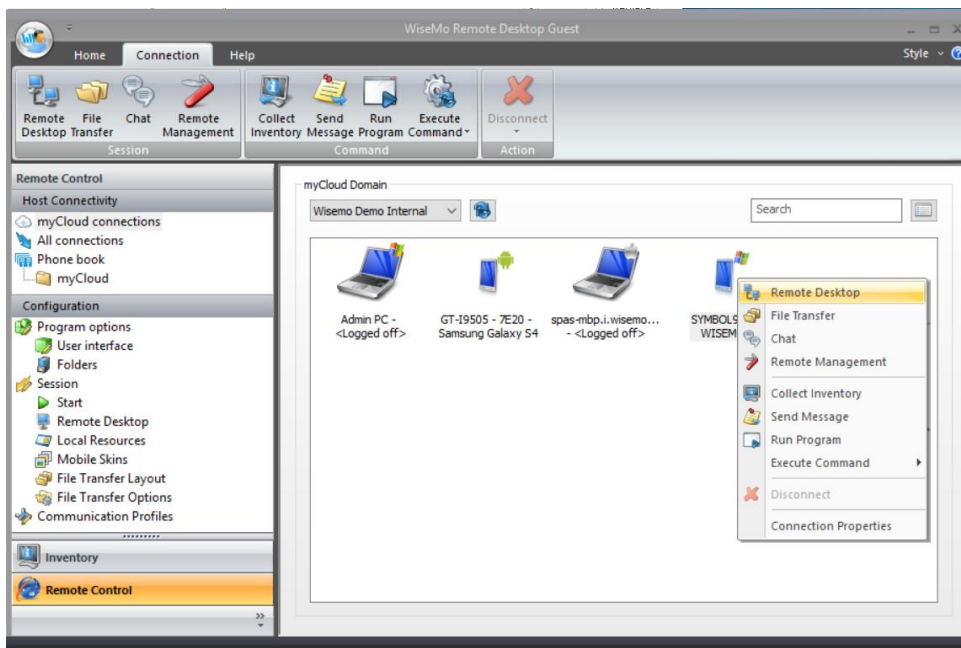 WiseMo Remote Desktop Guest
Home Connection Help
Style
Remote Desktop
File Transfer
Chat
Remote Management
Collect Inventory
Send Message
Run Program
Execute Command
Disconnect
Session
Command
Action
Remote Control
Host Connectivity
myCloud connections
All connections
Phone book
myCloud
Configuration
Program options
User interface
Folders
Session
Start
Remote Desktop
Local Resources
Mobile Skins
File Transfer Layout
File Transfer Options
Communication Profiles
Inventory
Remote Control
myCloud Domain
Wisemo Demo Internal
Search
Admin PC -
<Logged off>
GT-I9505 - 7E20 -
Samsung Galaxy S4
spas-mbp.i.wisemo...
- <Logged off>
Remote Desktop
File Transfer
Chat
Remote Management
Collect Inventory
Send Message
Run Program
Execute Command
Disconnect
Connection Properties